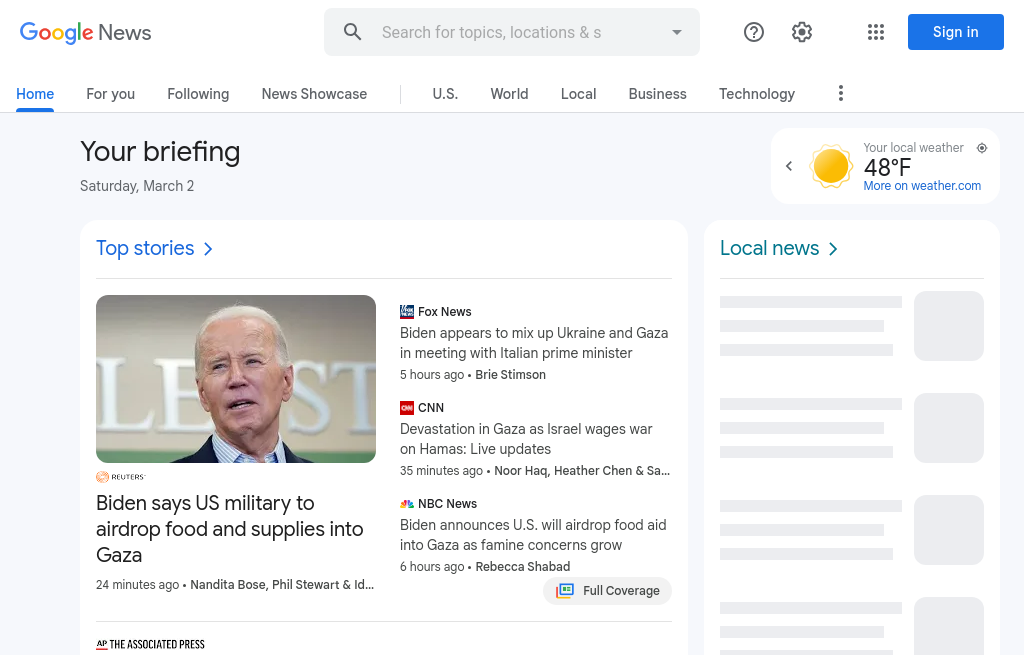 Google News
Search for topics, locations & s
Sign in
Home
For you
Following
News Showcase
U.S.
World
Local
Business
Technology
Your briefing
Saturday, March 2
Your local weather
48°F
More on weather.com
Top stories
Local news
LE ST
REUTERS
Biden says US military to
airdrop food and supplies into
Gaza
24 minutes ago • Nandita Bose, Phil Stewart & Id...
Fox News
Biden appears to mix up Ukraine and Gaza
in meeting with Italian prime minister
5 hours ago • Brie Stimson
CNN
Devastation in Gaza as Israel wages war
on Hamas: Live updates
35 minutes ago • Noor Haq, Heather Chen & Sa...
NBC News
Biden announces U.S. will airdrop food aid
into Gaza as famine concerns grow
6 hours ago • Rebecca Shabad
Full Coverage
AP THE ASSOCIATED PRESS